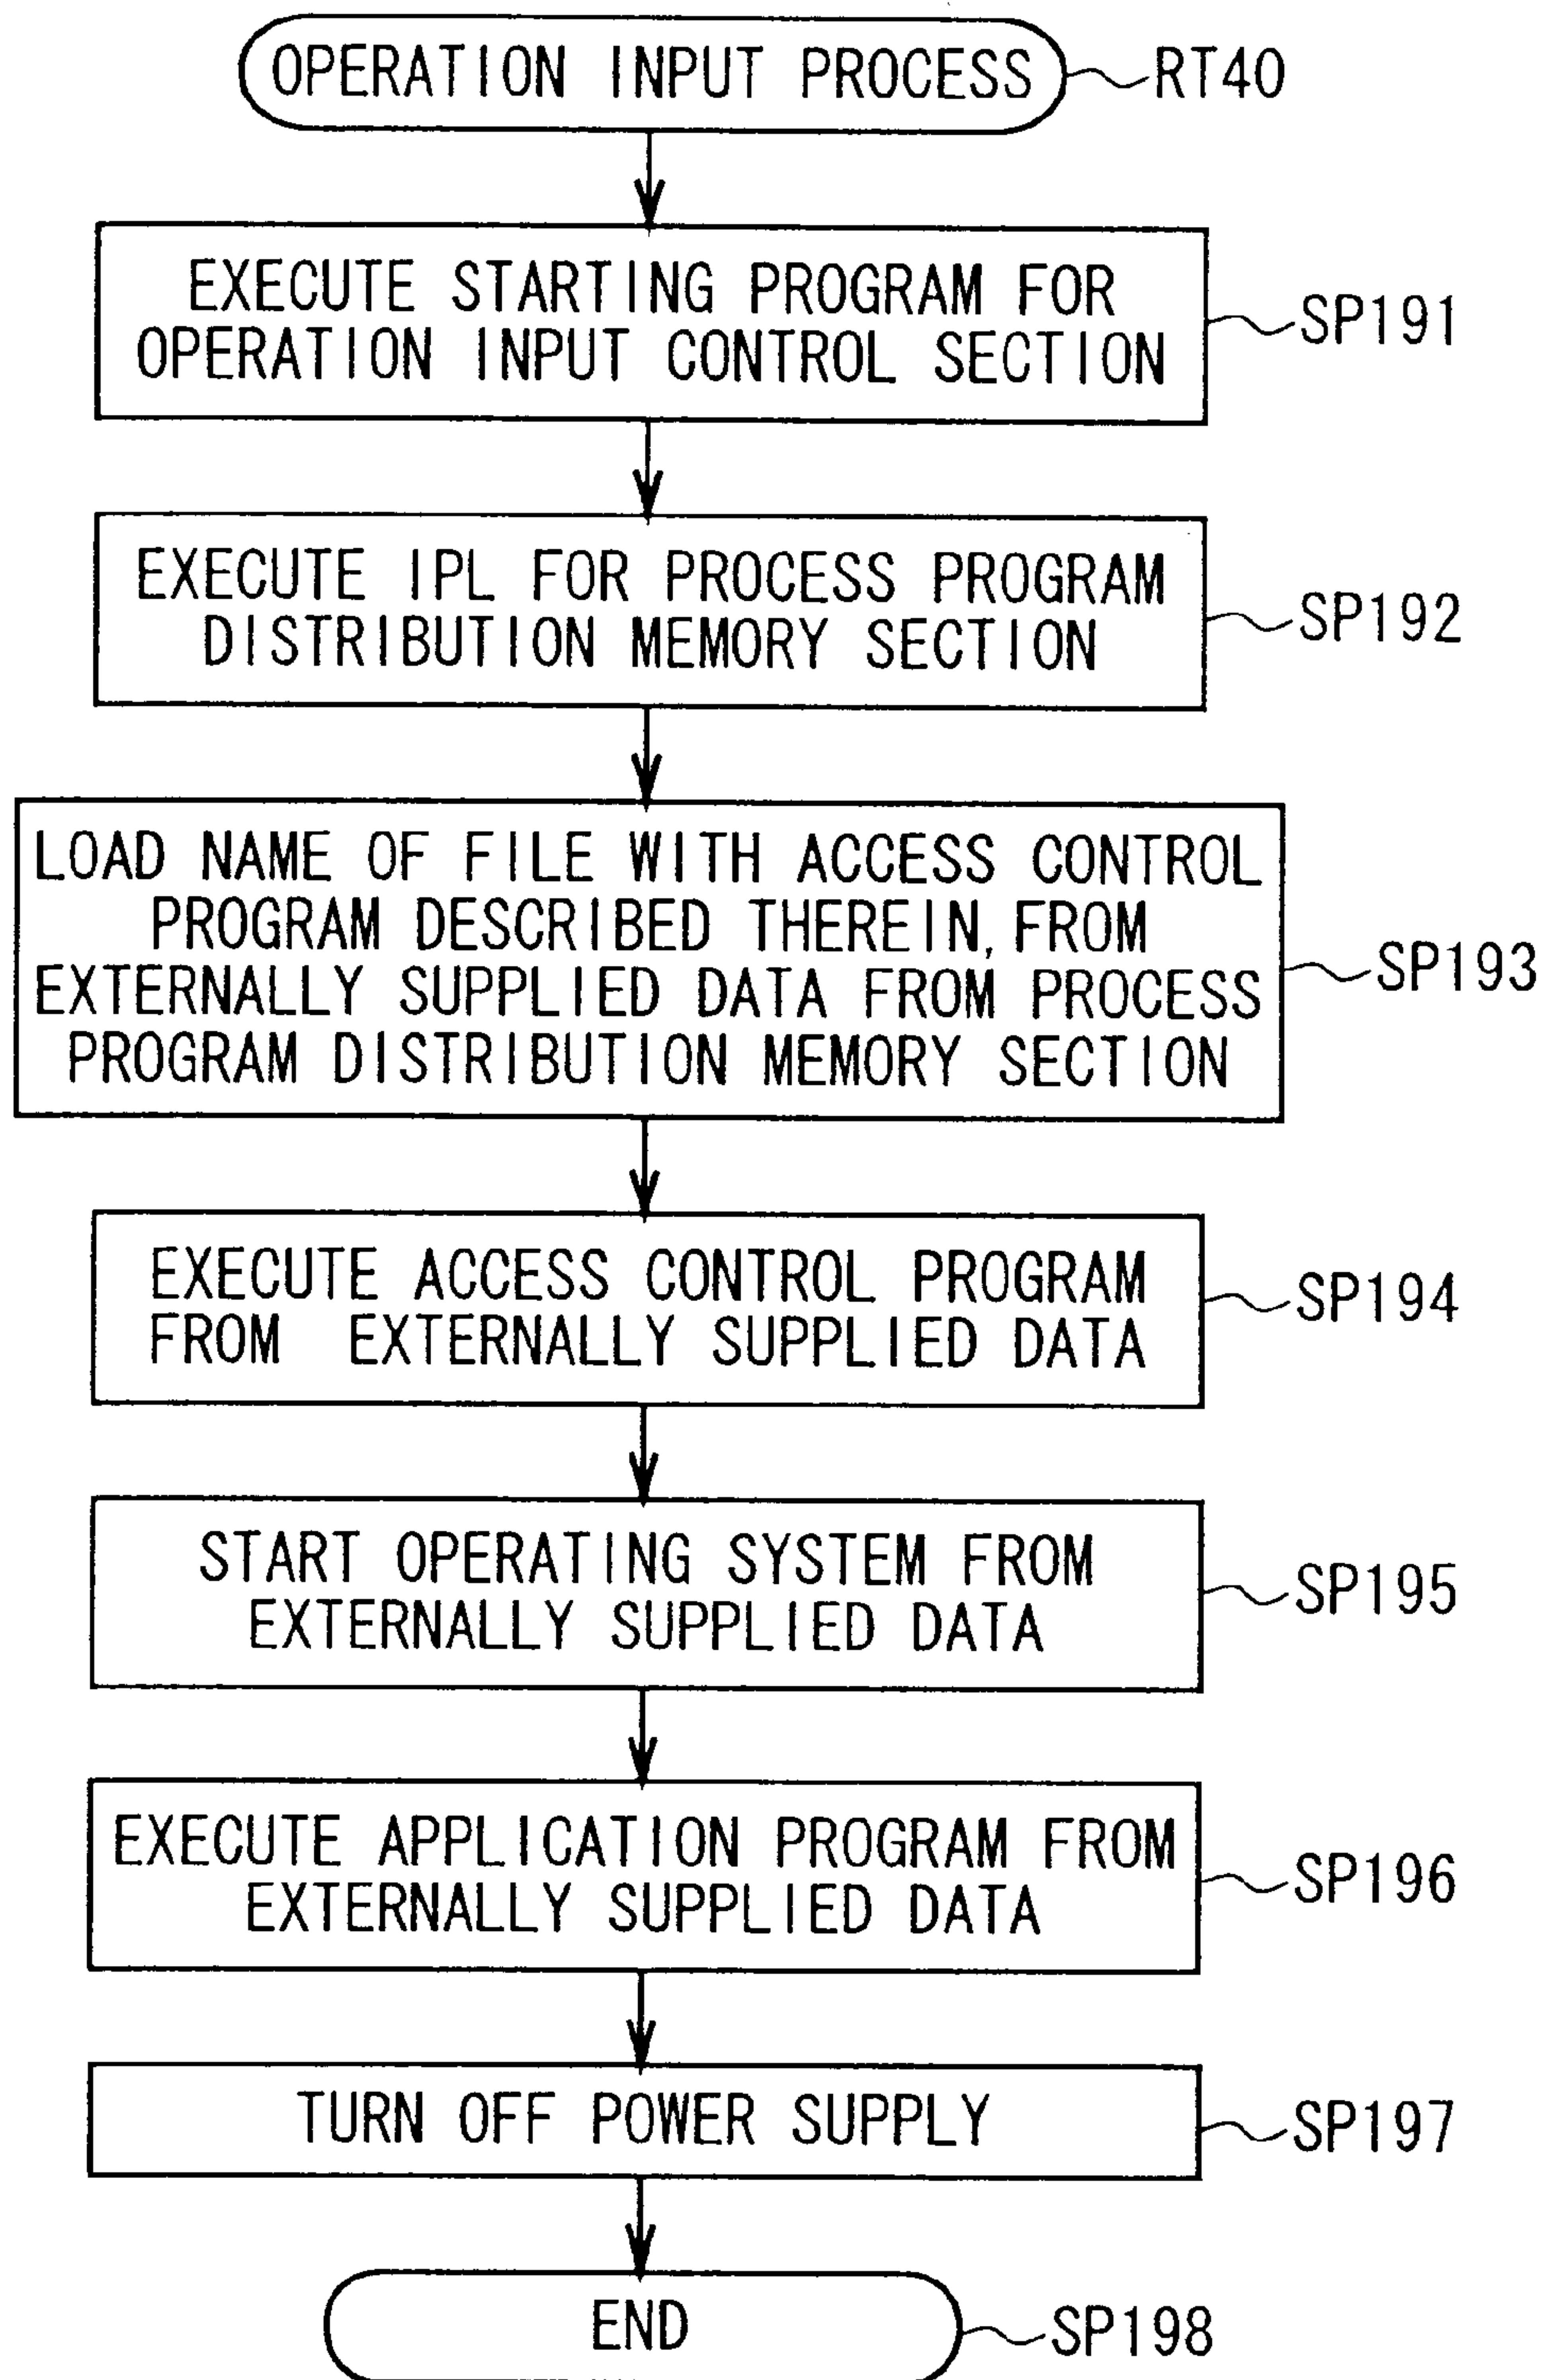 OPERATION INPUT PROCESS
RT40
EXECUTE STARTING PROGRAM FOR
OPERATION INPUT CONTROL SECTION
SP191
EXECUTE IPL FOR PROCESS PROGRAM
DISTRIBUTION MEMORY SECTION
SP192
LOAD NAME OF FILE WITH ACCESS CONTROL
PROGRAM DESCRIBED THEREIN, FROM
EXTERNALLY SUPPLIED DATA FROM PROCESS
PROGRAM DISTRIBUTION MEMORY SECTION
SP193
EXECUTE ACCESS CONTROL PROGRAM
FROM EXTERNALLY SUPPLIED DATA
SP194
START OPERATING SYSTEM FROM
EXTERNALLY SUPPLIED DATA
SP195
EXECUTE APPLICATION PROGRAM FROM
EXTERNALLY SUPPLIED DATA
SP196
TURN OFF POWER SUPPLY
SP197
END
SP198